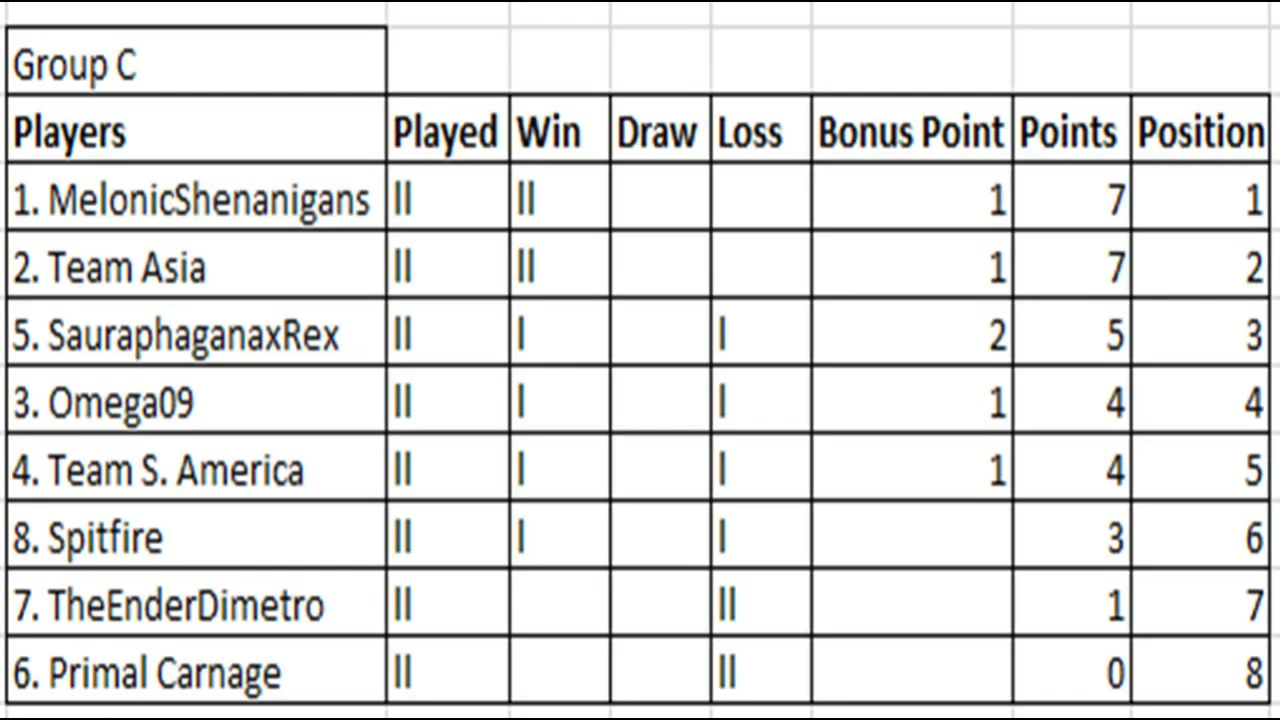 Group C
Players Played Win Draw Loss Bonus Point Points Position
1. MelonicShenanigans II II 1 7 1
2. Team Asia II II 1 7 2
5. SauraphaganaxRex II I I 2 5 3
3. Omega09 II I I 1 4 4
4. Team S. America II I I 1 4 5
8. Spitfire II I I 3 6
7. TheEnderDimetro II II 1 7
6. Primal Carnage II II 0 8